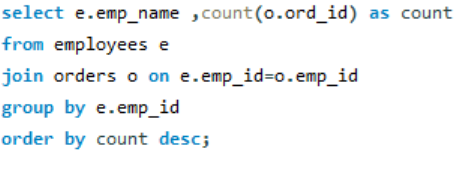 select e.emp_name ,count(o.ord_id) as count
from employees e
join orders o on e.emp_id=o.emp_id
group by e.emp_id
order by count desc;